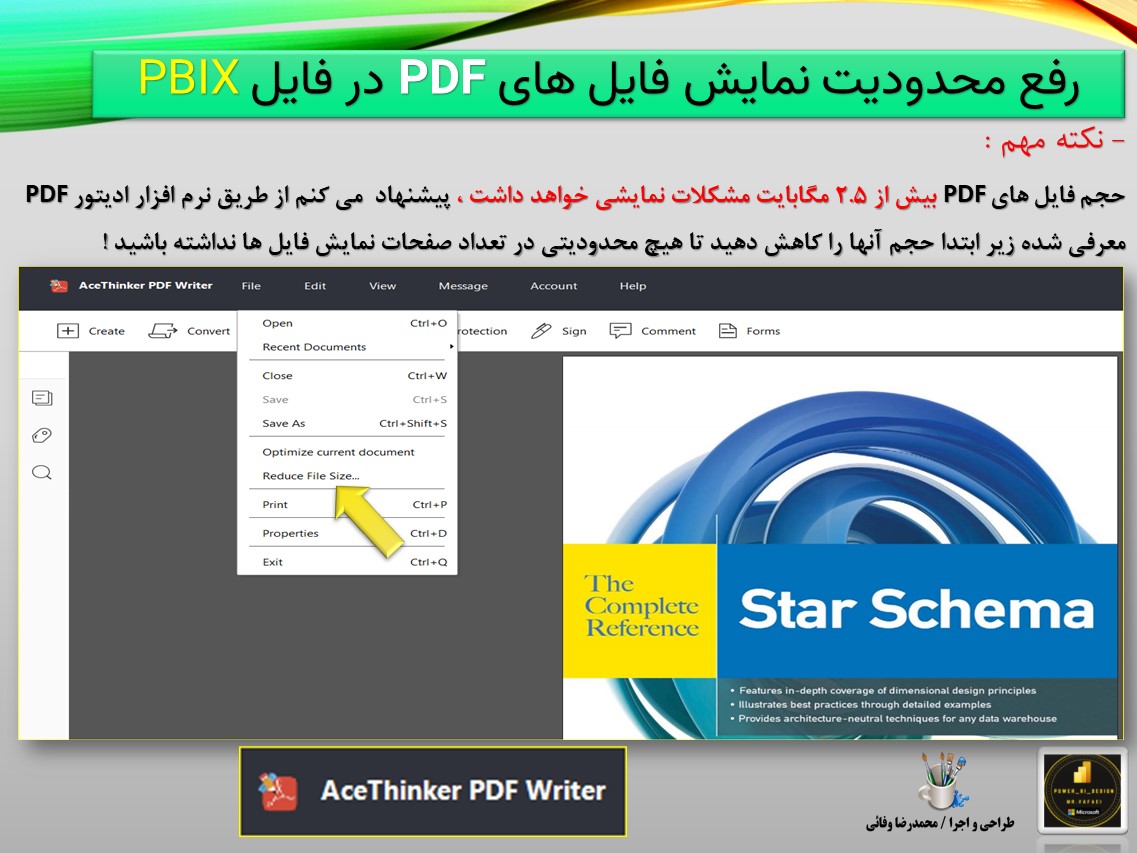 رفع محدودیت نمایش فایل های PDF در فایل PBIX
- نکته مهم :
حجم فایل های PDF بیش از ۲.۵ مگابایت مشکلات نمایشی خواهد داشت ، پیشنهاد می کنم از طریق نرم افزار ادیتور PDF
معرفی شده زیر ابتدا حجم آنها را کاهش دهید تا هیچ محدودیتی در تعداد صفحات نمایش فایل ها نداشته باشید !
AceThinker PDF Writer File Edit View Message Account Help
Create Convert rotection Sign Comment Forms
Open Ctrl+O
Recent Documents
Close Ctrl+W
Save Ctrl+S
Save As Ctrl+Shift+S
Optimize current document
Reduce File Size...
Print Ctrl+P
Properties Ctrl+D
Exit Ctrl+Q
The
Complete
Reference
Star Schema
• Features in-depth coverage of dimensional design principles
• Illustrates best practices through detailed examples
• Provides architecture-neutral techniques for any data warehouse
AceThinker PDF Writer
طراحی و اجرا / محمدرضا وفائی
POWER_BI_DESIGN
MR.VAFAEI
Microsoft